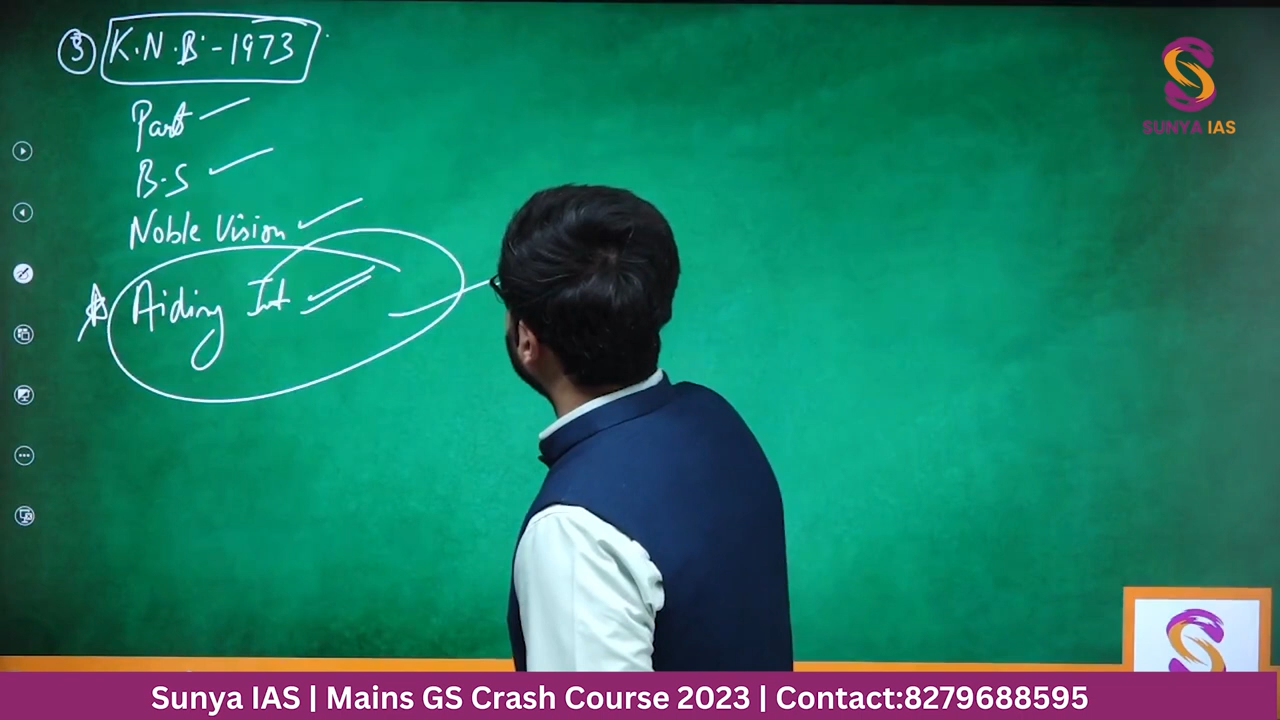 ③ K.N.B - 1973
Part
B.S
Noble Vision
Aiding Int
SUNYA IAS
Sunya IAS | Mains GS Crash Course 2023 | Contact:8279688595